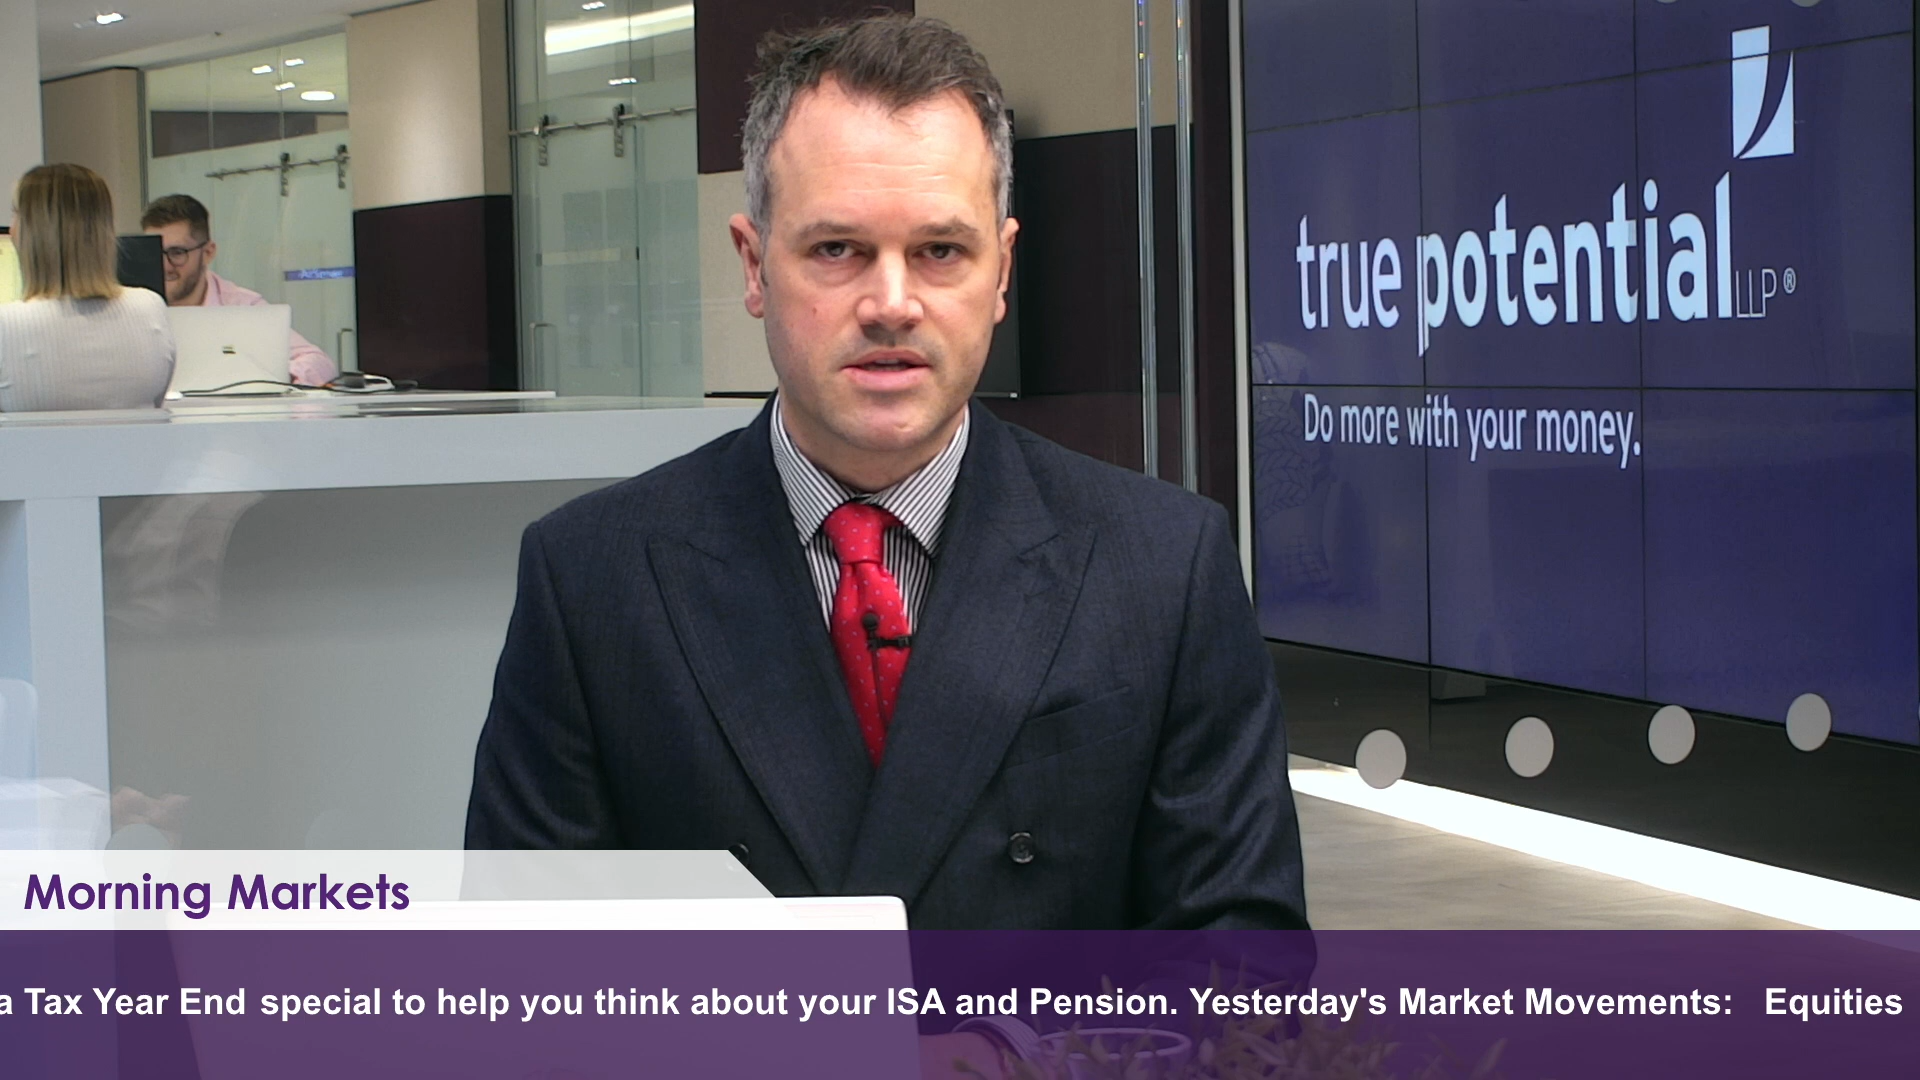 true potential LLP®
Do more with your money.
Morning Markets
a Tax Year End special to help you think about your ISA and Pension. Yesterday's Market Movements: Equities